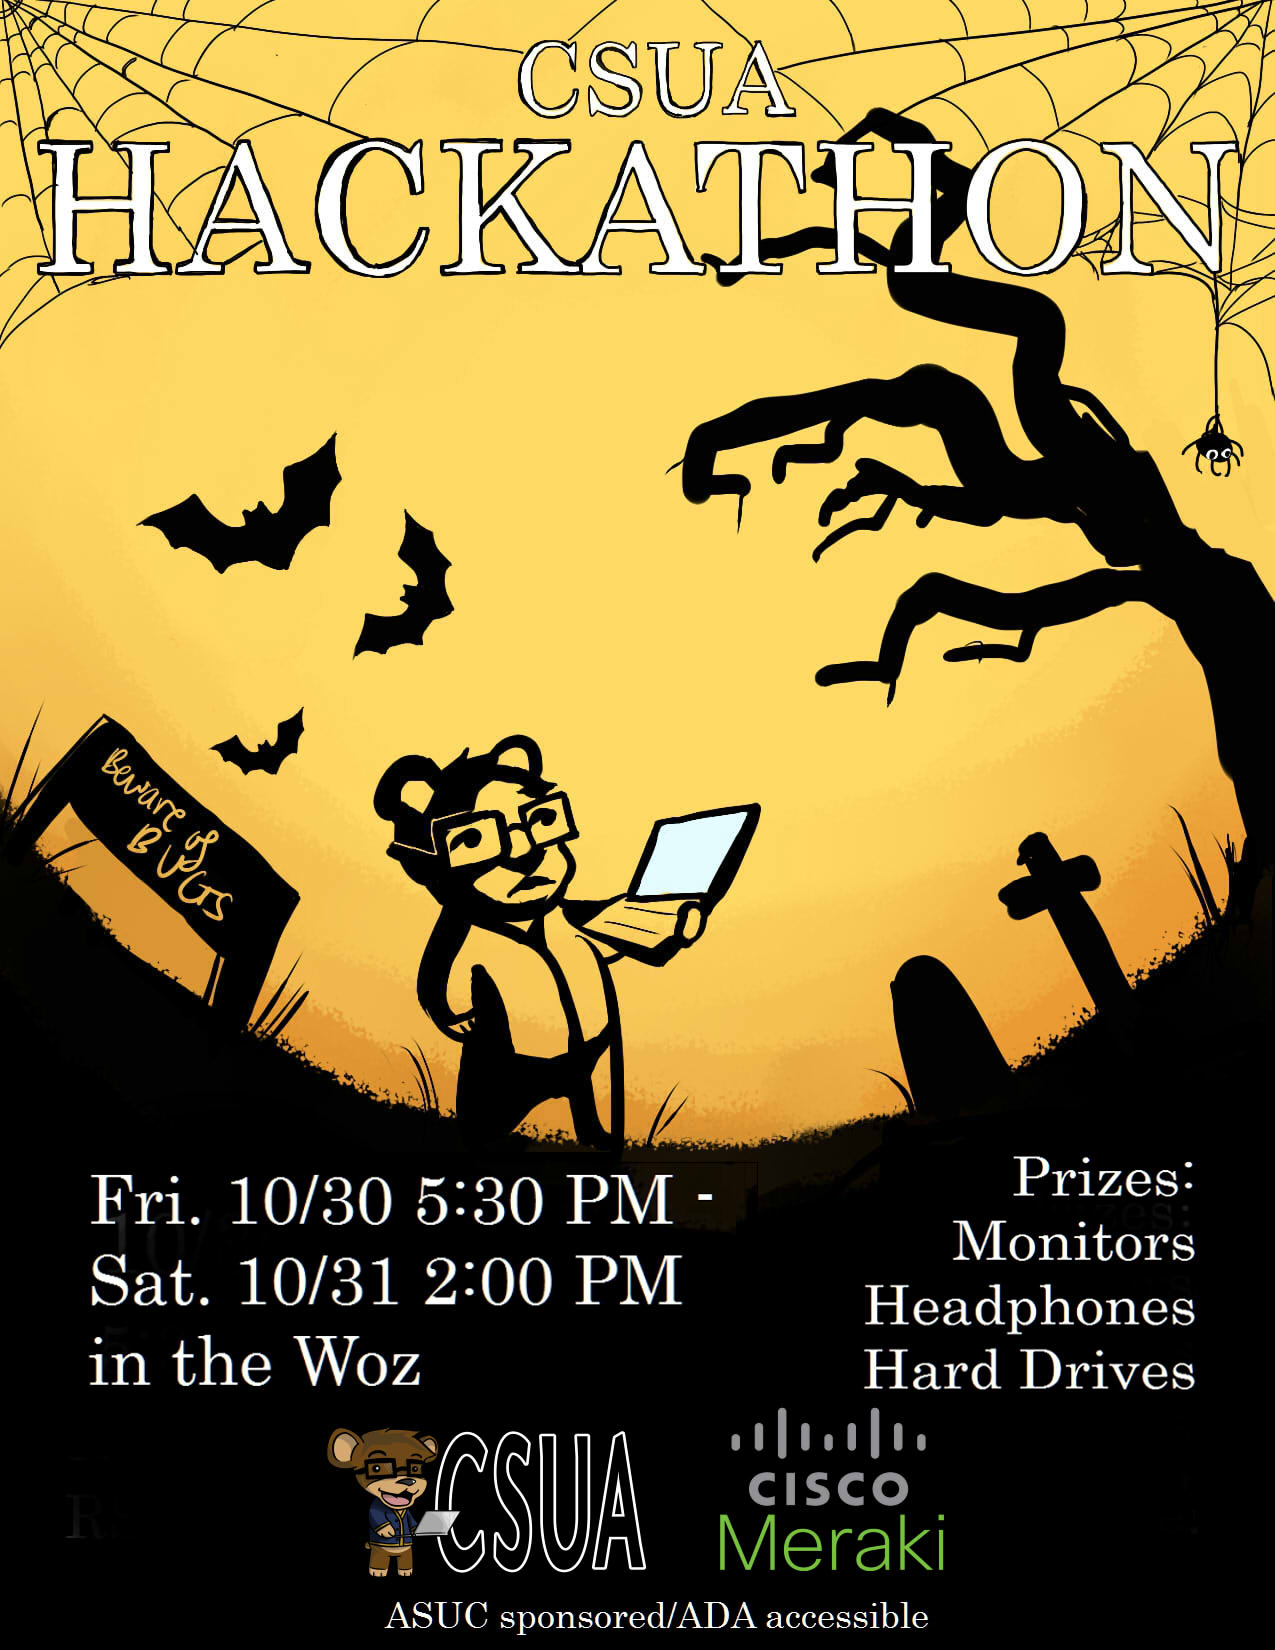 CSUA
HACKATHON
Beware of
BUGS
Fri. 10/30 5:30 PM -
Sat. 10/31 2:00 PM
in the Woz
Prizes:
Monitors
Headphones
Hard Drives
CSUA
CISCO
Meraki
ASUC sponsored/ADA accessible